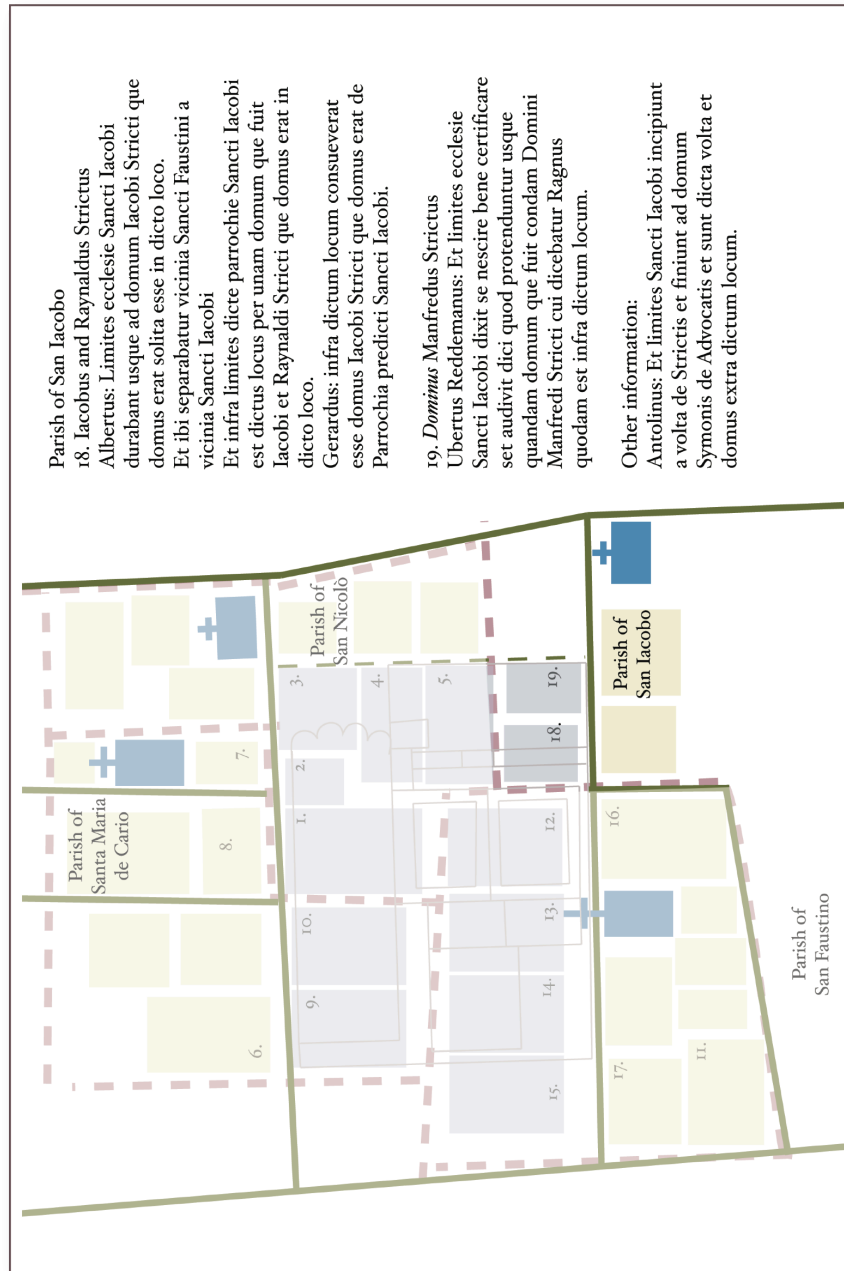 Parish of San Iacobo
18. Iacobus and Raynaldus Strictus
Albertus: Limites ecclesie Sancti Iacobi
durabant usque ad domum Iacobi Stricti que
domus erat solita esse in dicto loco.
Et ibi separabatur vicinia Sancti Faustini a
vicinia Sancti Iacobi
Et infra limites dicte parrochie Sancti Iacobi
est dictus locus per unam domum que fuit
Iacobi et Raynaldi Stricti que domus erat in
dicto loco.
Gerardus: infra dictum locum consueverat
esse domus Iacobi Stricti que domus erat de
Parrochia predicti Sancti Iacobi.
19. Dominus Manfredus Strictus
Ubertus Reddemanus: Et limites ecclesie
Sancti Iacobi dixit se nescire bene certificare
set audivit dici quod protenduntur usque
quandam domum que fuit condam Domini
Manfredi Stricti cui dicebatur Ragnus
quodam est infra dictum locum.
Other information:
Antolinus: Et limites Sancti Iacobi incipiunt
a volta de Strictis et finiunt ad domum
Symonis de Advocatis et sunt dicta volta et
domus extra dictum locum.
Parish of
Santa Maria
de Cario
Parish of
San Nicolò
Parish of
San Iacobo
Parish of
San Faustino
1.
2.
3.
4.
5.
6.
7.
8.
9.
10.
11.
12.
13.
14.
15.
16.
17.
18.
19.